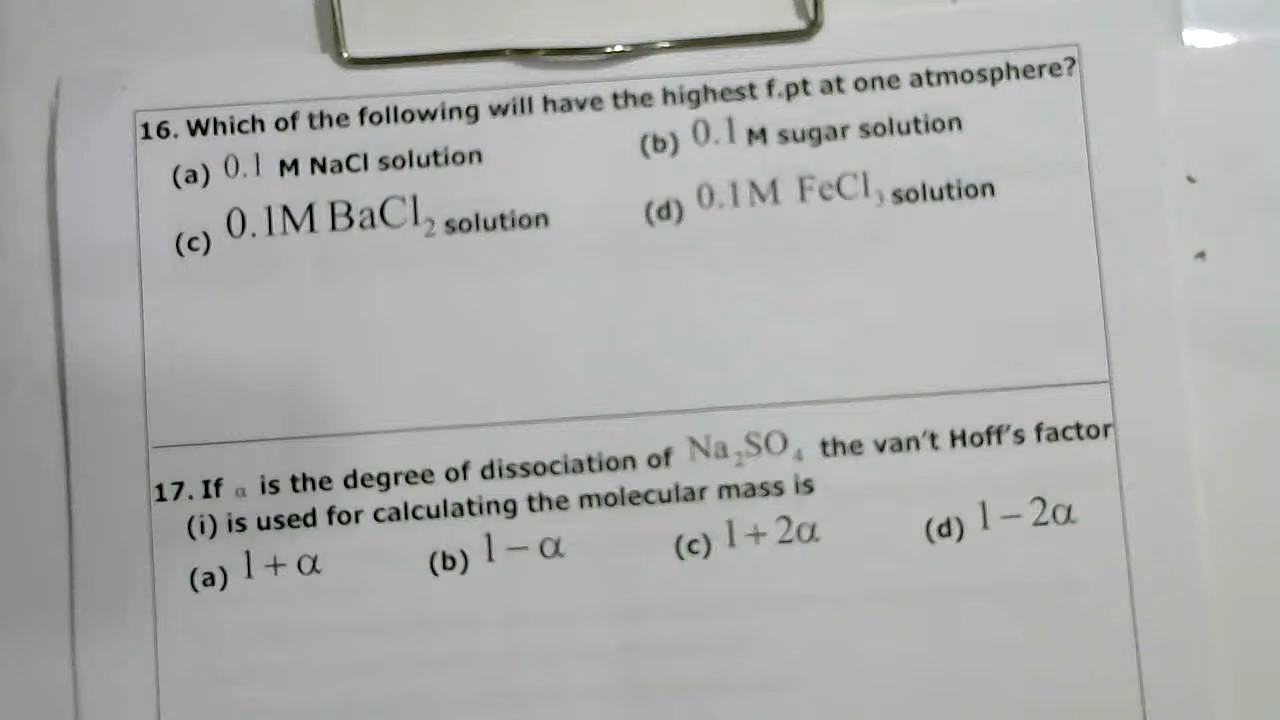 16. Which of the following will have the highest f.pt at one atmosphere?
(a) 0.1 M NaCl solution (b) 0.1 M sugar solution
(c) 0.1M BaCl₂ solution (d) 0.1M FeCl₃ solution
17. If α is the degree of dissociation of Na₂SO₄ the van't Hoff's factor
(i) is used for calculating the molecular mass is
(a) 1 + α (b) 1 − α (c) 1 + 2α (d) 1 − 2α